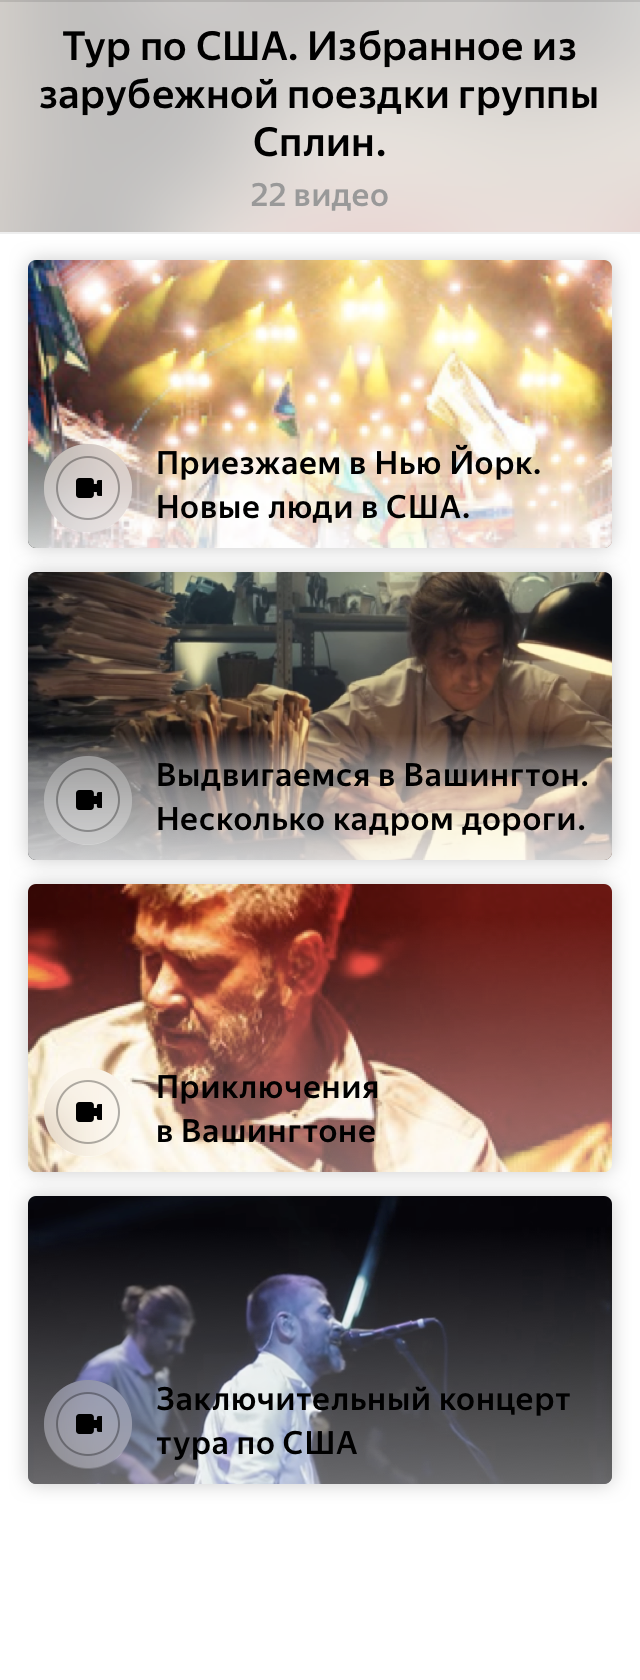 Тур по США. Избранное из
зарубежной поездки группы
Сплин.
22 видео
Приезжаем в Нью Йорк.
Новые люди в США.
Выдвигаемся в Вашингтон.
Несколько кадром дороги.
Приключения
в Вашингтоне
Заключительный концерт
тура по США